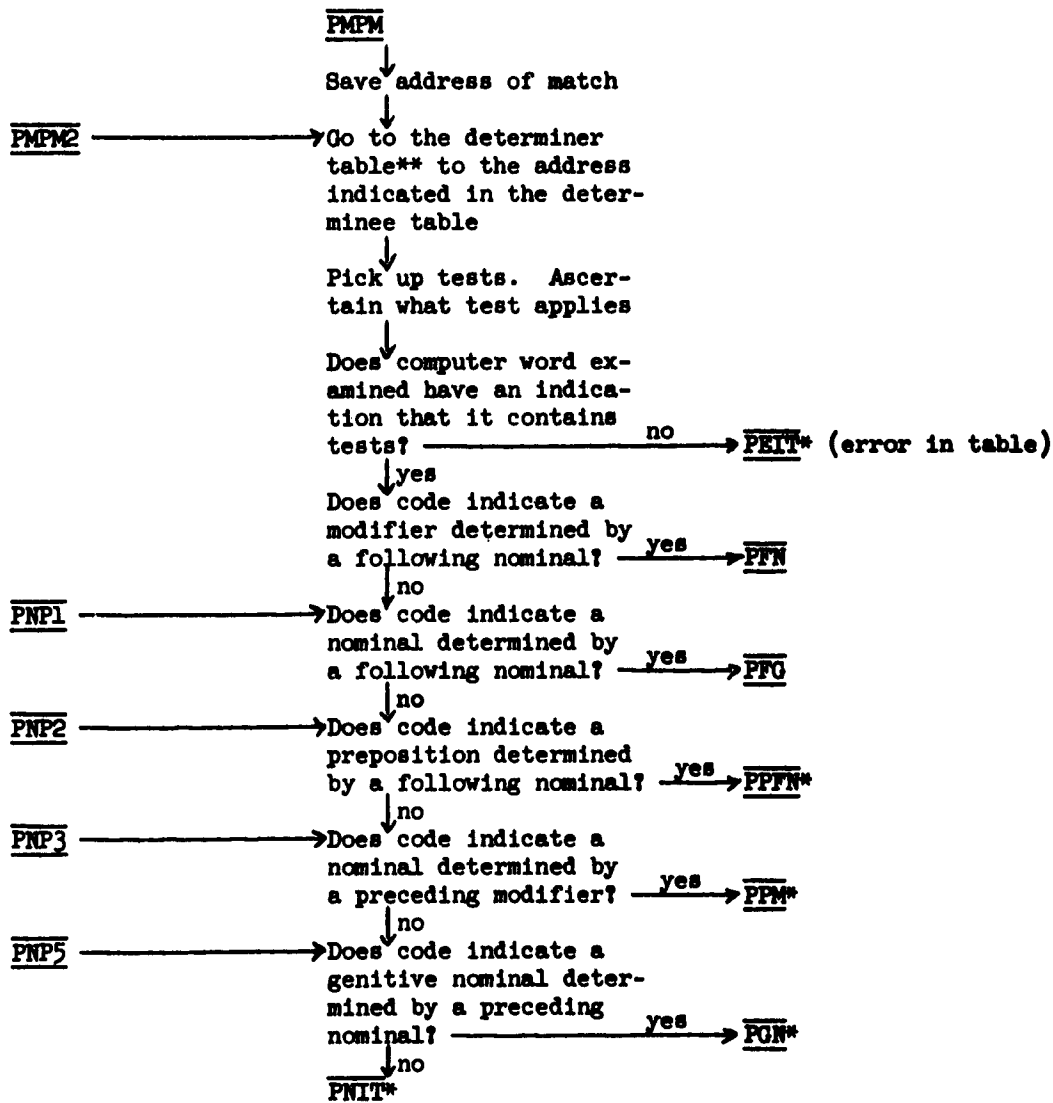 PMPM
Save address of match
PMPM2 Go to the determiner
table** to the address
indicated in the deter-
minee table
Pick up tests. Ascer-
tain what test applies
Does computer word ex-
amined have an indica-
tion that it contains
tests? no PEIT* (error in table)
yes
Does code indicate a
modifier determined by
a following nominal? yes PFN
no
PNP1 Does code indicate a
nominal determined by
a following nominal? yes PFG
no
PNP2 Does code indicate a
preposition determined
by a following nominal? yes PPFN*
no
PNP3 Does code indicate a
nominal determined by
a preceding modifier? yes PPM*
no
PNP5 Does code indicate a
genitive nominal deter-
mined by a preceding
nominal? yes PGN*
no
PNIT*